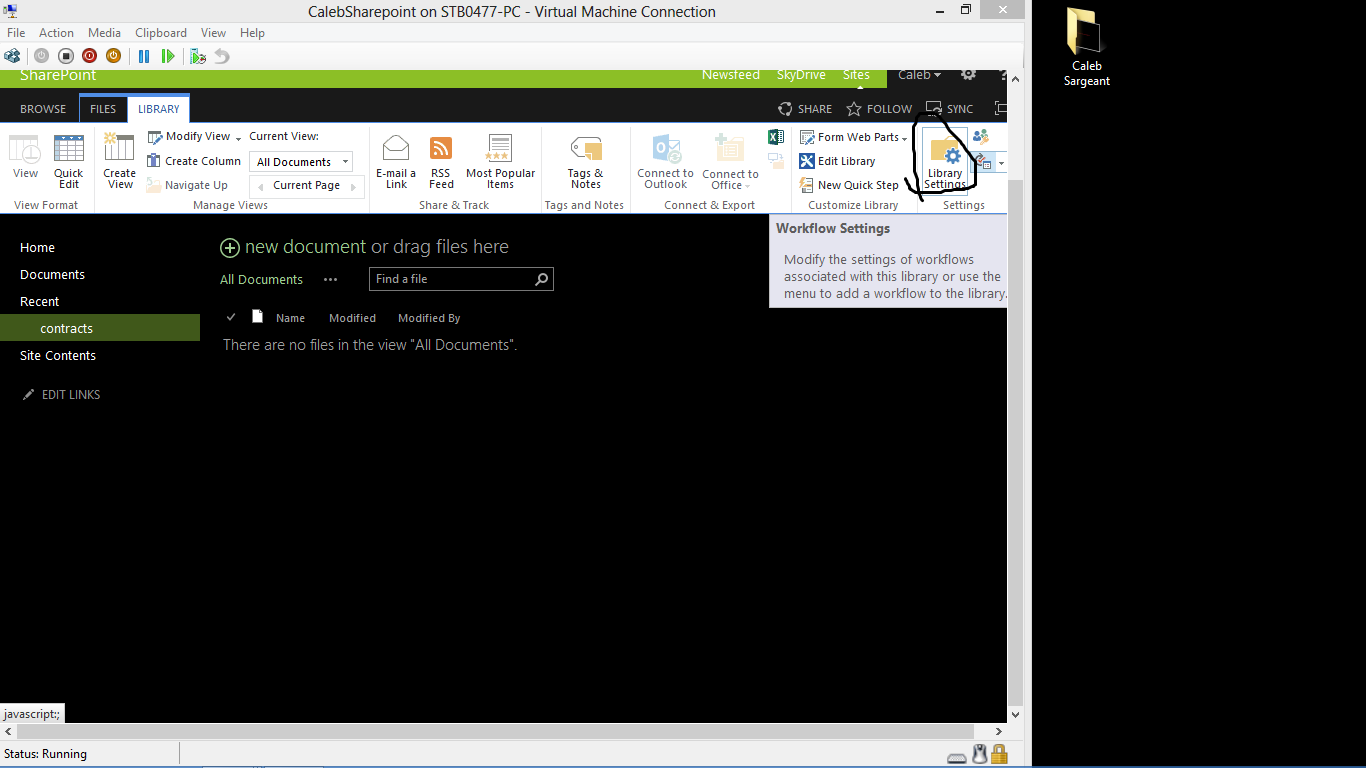 CalebSharepoint on STB0477-PC - Virtual Machine Connection
File Action Media Clipboard View Help
SharePoint Newsfeed SkyDrive Sites Caleb ?
BROWSE FILES LIBRARY SHARE FOLLOW SYNC
View
Quick Edit
View Format
Create View
Modify View
Create Column
Navigate Up
Current View:
All Documents
Current Page
Manage Views
E-mail a Link
RSS Feed
Most Popular Items
Share & Track
Tags & Notes
Tags and Notes
Connect to Outlook
Connect to Office
Connect & Export
Form Web Parts
Edit Library
New Quick Step
Customize Library
Library Settings
Settings
Workflow Settings
Modify the settings of workflows
associated with this library or use the
menu to add a workflow to the library.
Home
Documents
Recent
contracts
Site Contents
EDIT LINKS
new document or drag files here
All Documents ••• Find a file
Name Modified Modified By
There are no files in the view "All Documents".
javascript:;
Status: Running
Caleb
Sargeant